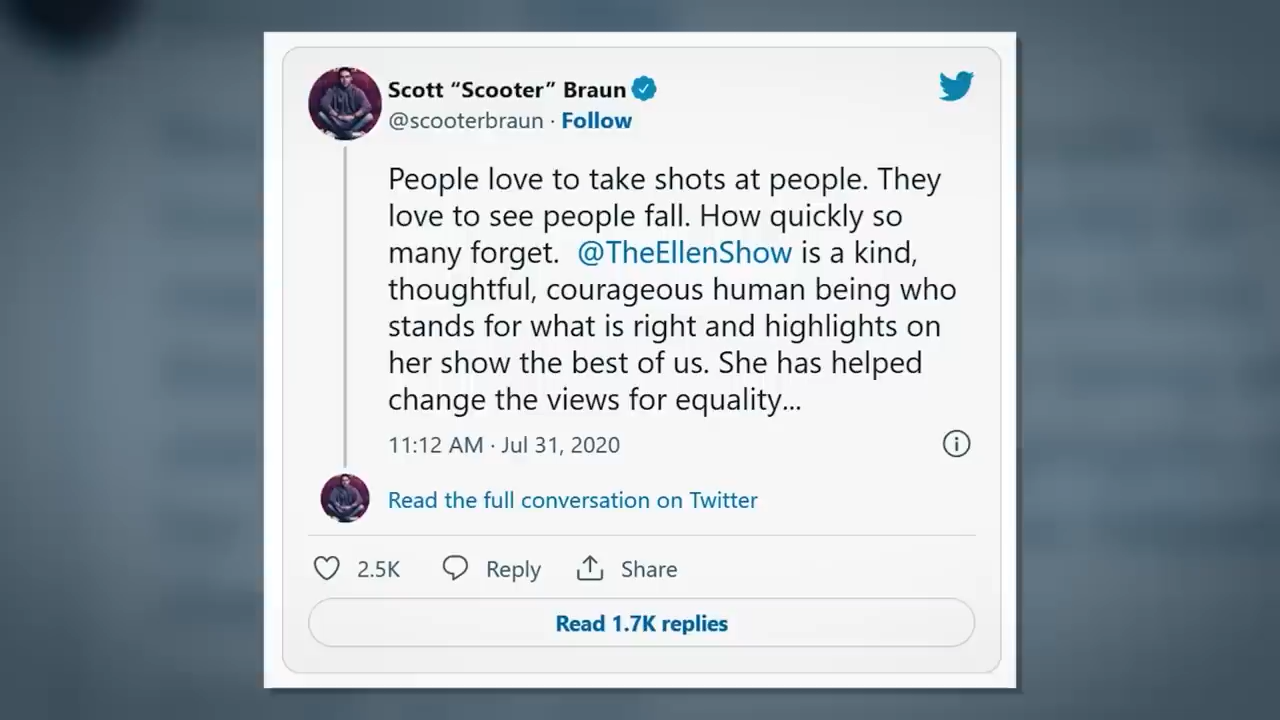 Scott “Scooter” Braun
@scooterbraun · Follow
People love to take shots at people. They
love to see people fall. How quickly so
many forget.  @TheEllenShow is a kind,
thoughtful, courageous human being who
stands for what is right and highlights on
her show the best of us. She has helped
change the views for equality...
11:12 AM · Jul 31, 2020
Read the full conversation on Twitter
2.5K Reply Share
Read 1.7K replies